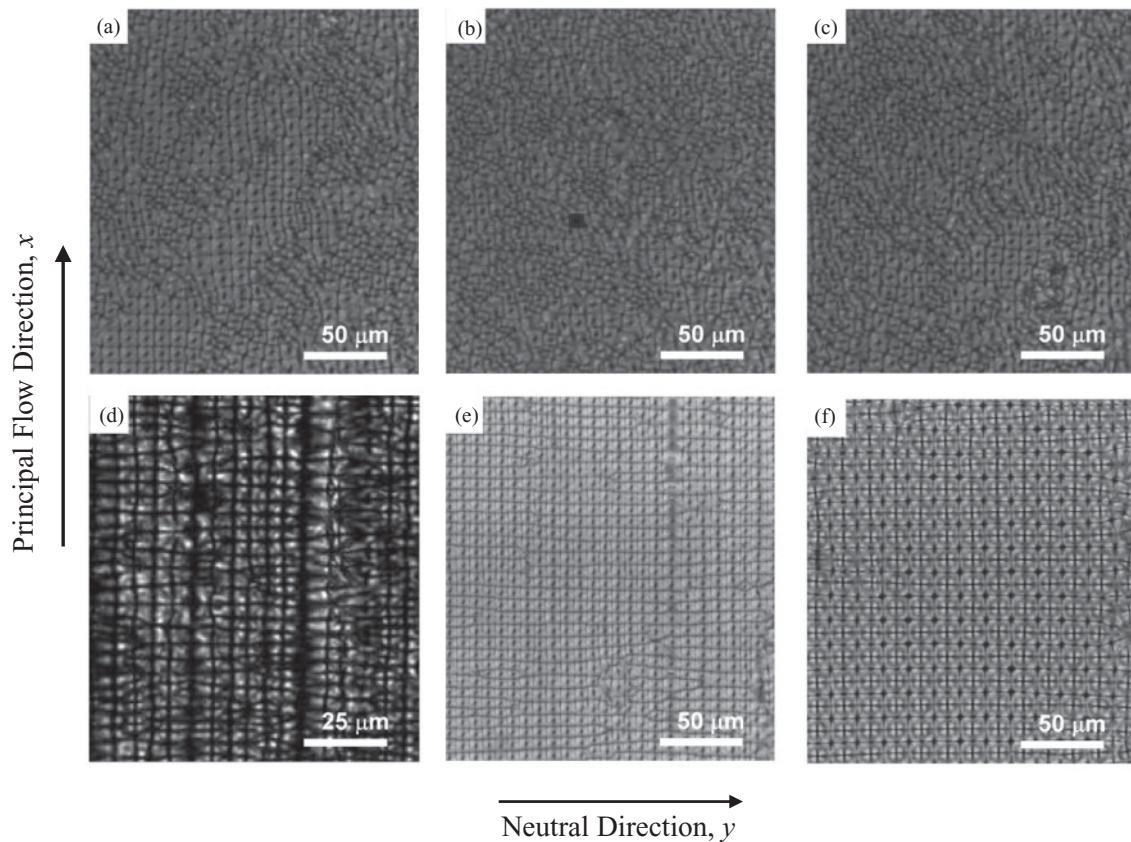 (a)
(b)
(c)
50 μm
50 μm
50 μm
(d)
(e)
(f)
25 μm
50 μm
50 μm
Principal Flow Direction, x
Neutral Direction, y